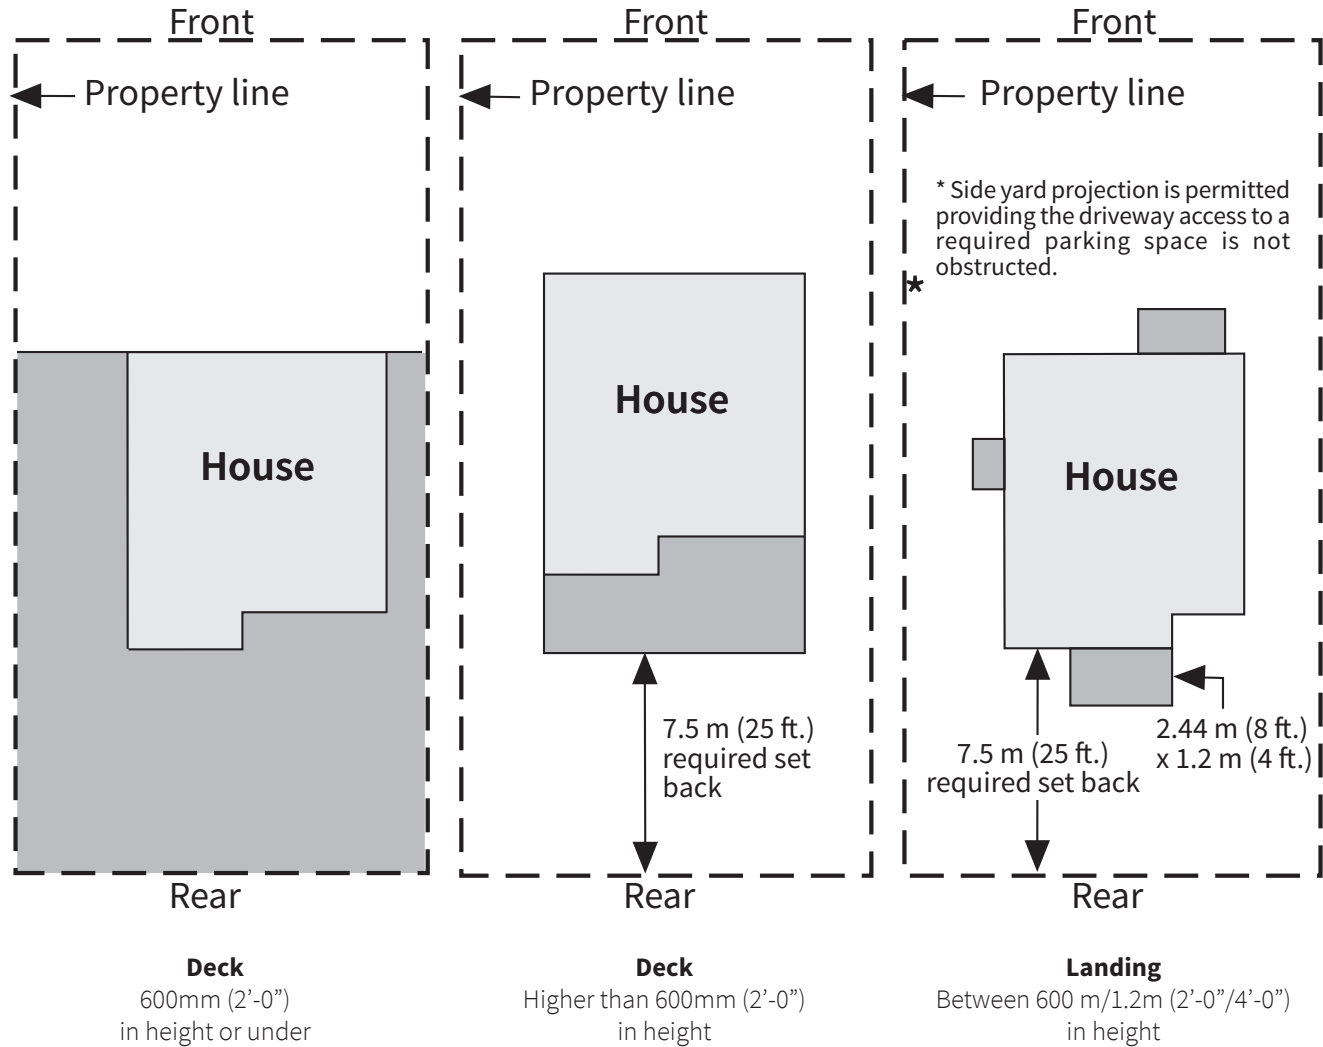 Front
Property line
House
Rear
Deck
600mm (2’-0”)
in height or under
Front
Property line
House
7.5 m (25 ft.)
required set
back
Rear
Deck
Higher than 600mm (2’-0”)
in height
Front
Property line
* Side yard projection is permitted
providing the driveway access to a
required parking space is not
obstructed.
*
House
2.44 m (8 ft.)
x 1.2 m (4 ft.)
7.5 m (25 ft.)
required set back
Rear
Landing
Between 600 m/1.2m (2’-0”/4’-0”)
in height